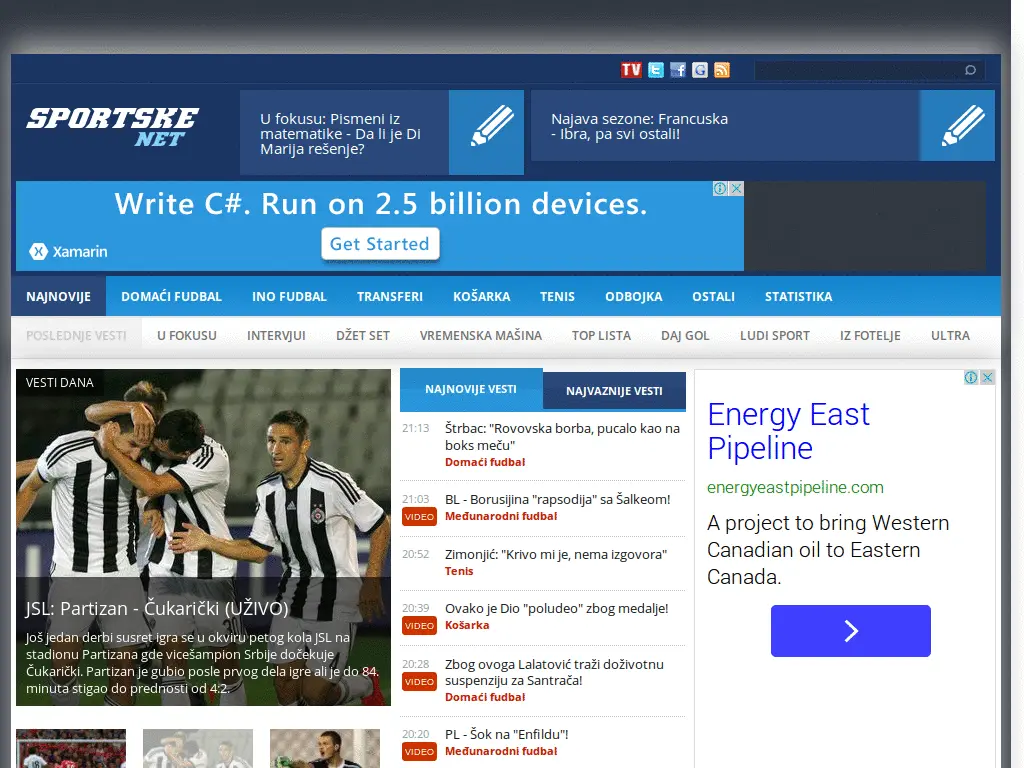 TV
SPORTSKE
NET
U fokusu: Pismeni iz
matematike - Da li je Di
Marija rešenje?
Najava sezone: Francuska
- Ibra, pa svi ostali!
Write C#. Run on 2.5 billion devices.
Xamarin
Get Started
NAJNOVIJE
DOMAĆI FUDBAL
INO FUDBAL
TRANSFERI
KOŠARKA
TENIS
ODBOJKA
OSTALI
STATISTIKA
POSLEDNJE VESTI
U FOKUSU
INTERVJUI
DŽET SET
VREMENSKA MAŠINA
TOP LISTA
DAJ GOL
LUDI SPORT
IZ FOTELJE
ULTRA
VESTI DANA
JSL: Partizan - Čukarički (UŽIVO)
Još jedan derbi susret igra se u okviru petog kola JSL na
stadionu Partizana gde vicešampion Srbije dočekuje
Čukarički. Partizan je gubio posle prvog dela igre ali je do 84.
minuta stigao do prednosti od 4:2.
NAJNOVIJE VESTI
NAJVAZNIJE VESTI
21:13
Štrbac: "Rovovska borba, pucalo kao na
boks meču"
Domaći fudbal
21:03
BL - Borusijina "rapsodija" sa Šalkeom!
VIDEO
Međunarodni fudbal
20:52
Zimonjić: "Krivo mi je, nema izgovora"
Tenis
20:39
Ovako je Dio "poludeo" zbog medalje!
VIDEO
Košarka
20:28
Zbog ovoga Lalatović traži doživotnu
VIDEO
suspenziju za Santrača!
Domaći fudbal
20:20
PL - Šok na "Enfildu"!
VIDEO
Međunarodni fudbal
Energy East
Pipeline
energyeastpipeline.com
A project to bring Western
Canadian oil to Eastern
Canada.